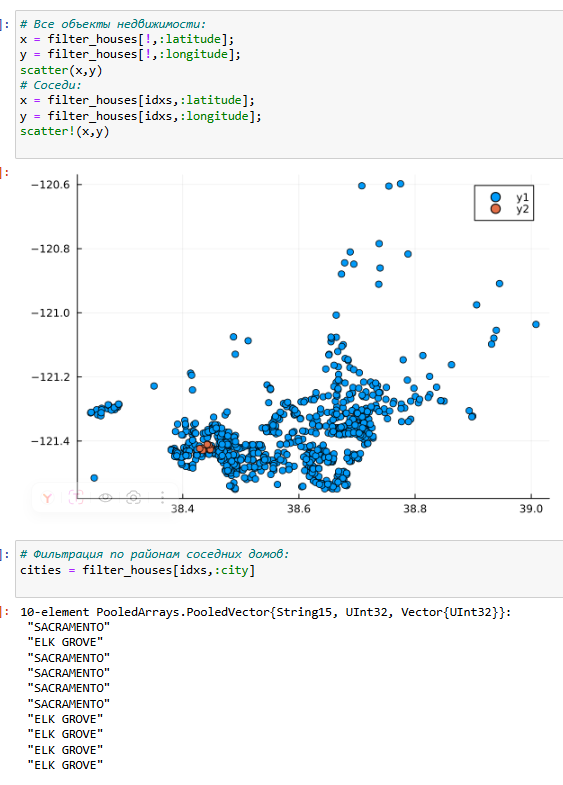 ]: # Все объекты недвижимости:
x = filter_houses[!,:latitude];
y = filter_houses[!,:longitude];
scatter(x,y)
# Соседи:
x = filter_houses[idxs,:latitude];
y = filter_houses[idxs,:longitude];
scatter!(x,y)
]:
−120.6
y1
y2
−120.8
−121.0
−121.2
−121.4
Y
38.4 38.6 38.8 39.0
]: # Фильтрация по районам соседних домов:
cities = filter_houses[idxs,:city]
]: 10-element PooledArrays.PooledVector{String15, UInt32, Vector{UInt32}}:
"SACRAMENTO"
"ELK GROVE"
"SACRAMENTO"
"SACRAMENTO"
"SACRAMENTO"
"SACRAMENTO"
"ELK GROVE"
"ELK GROVE"
"ELK GROVE"
"ELK GROVE"